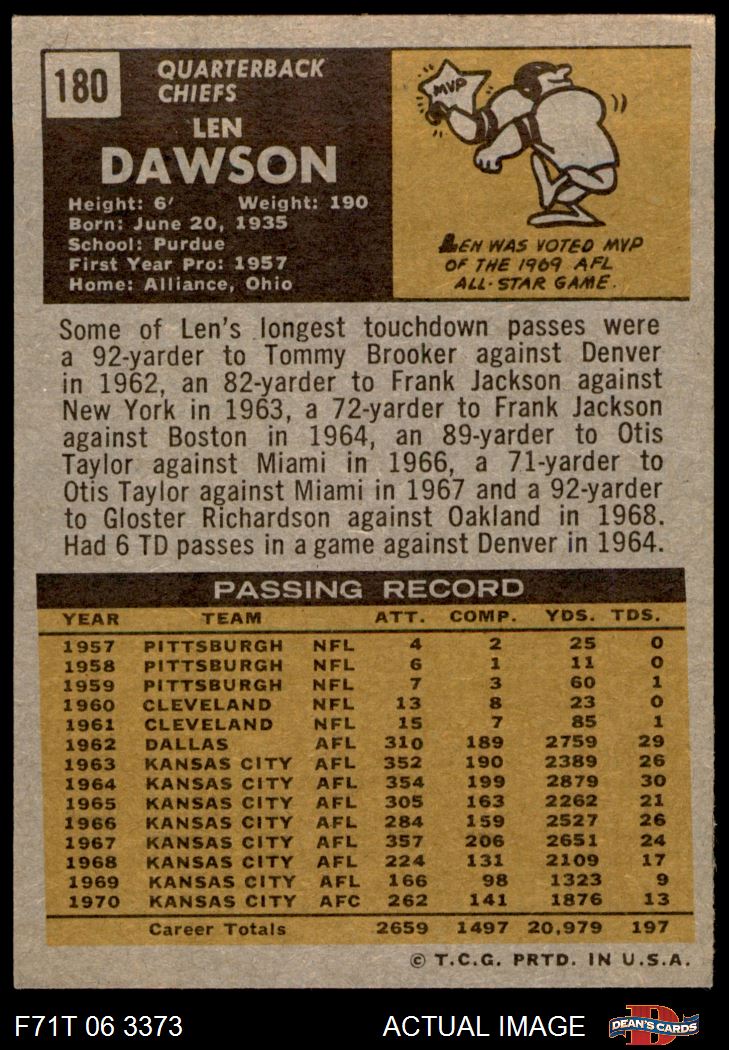 180
QUARTERBACK
CHIEFS
LEN
DAWSON
Height: 6' Weight: 190
Born: June 20, 1935
School: Purdue
First Year Pro: 1957
Home: Alliance, Ohio
MVP
LEN WAS VOTED MVP
OF THE 1969 AFL
ALL-STAR GAME.
Some of Len's longest touchdown passes were
a 92-yarder to Tommy Brooker against Denver
in 1962, an 82-yarder to Frank Jackson against
New York in 1963, a 72-yarder to Frank Jackson
against Boston in 1964, an 89-yarder to Otis
Taylor against Miami in 1966, a 71-yarder to
Otis Taylor against Miami in 1967 and a 92-yarder
to Gloster Richardson against Oakland in 1968.
Had 6 TD passes in a game against Denver in 1964.
PASSING RECORD
YEAR TEAM ATT. COMP. YDS. TDS.
1957 PITTSBURGH NFL 4 2 25 0
1958 PITTSBURGH NFL 6 1 11 0
1959 PITTSBURGH NFL 7 3 60 1
1960 CLEVELAND NFL 13 8 23 0
1961 CLEVELAND NFL 15 7 85 1
1962 DALLAS AFL 310 189 2759 29
1963 KANSAS CITY AFL 352 190 2389 26
1964 KANSAS CITY AFL 354 199 2879 30
1965 KANSAS CITY AFL 305 163 2262 21
1966 KANSAS CITY AFL 284 159 2527 26
1967 KANSAS CITY AFL 357 206 2651 24
1968 KANSAS CITY AFL 224 131 2109 17
1969 KANSAS CITY AFL 166 98 1323 9
1970 KANSAS CITY AFC 262 141 1876 13
Career Totals 2659 1497 20,979 197
© T.C.G. PRTD. IN U.S.A.
F71T 06 3373 ACTUAL IMAGE D DEAN'S CARDS